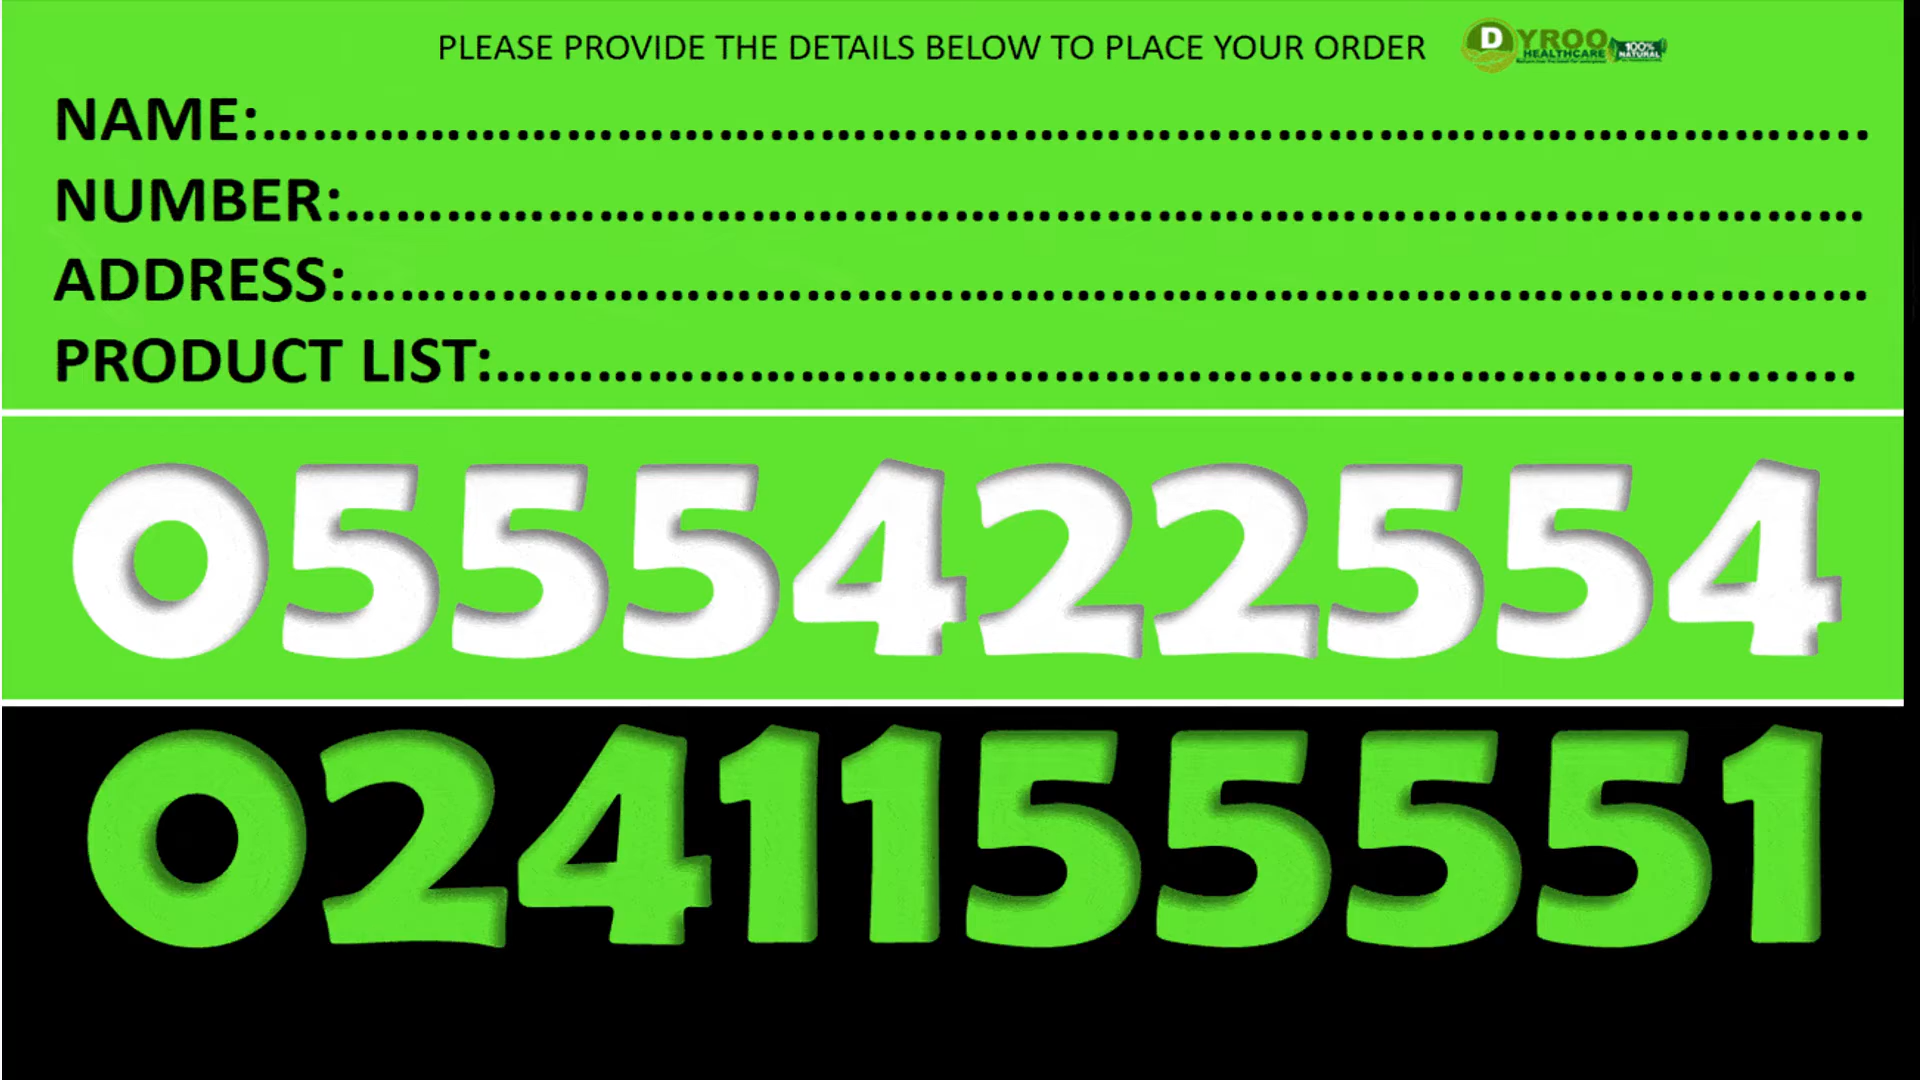 PLEASE PROVIDE THE DETAILS BELOW TO PLACE YOUR ORDER
DYROO
HEALTHCARE
100%
NATURAL
NAME:................................................................................
NUMBER:................................................................................
ADDRESS:................................................................................
PRODUCT LIST:................................................................................
0555422554
0241155551